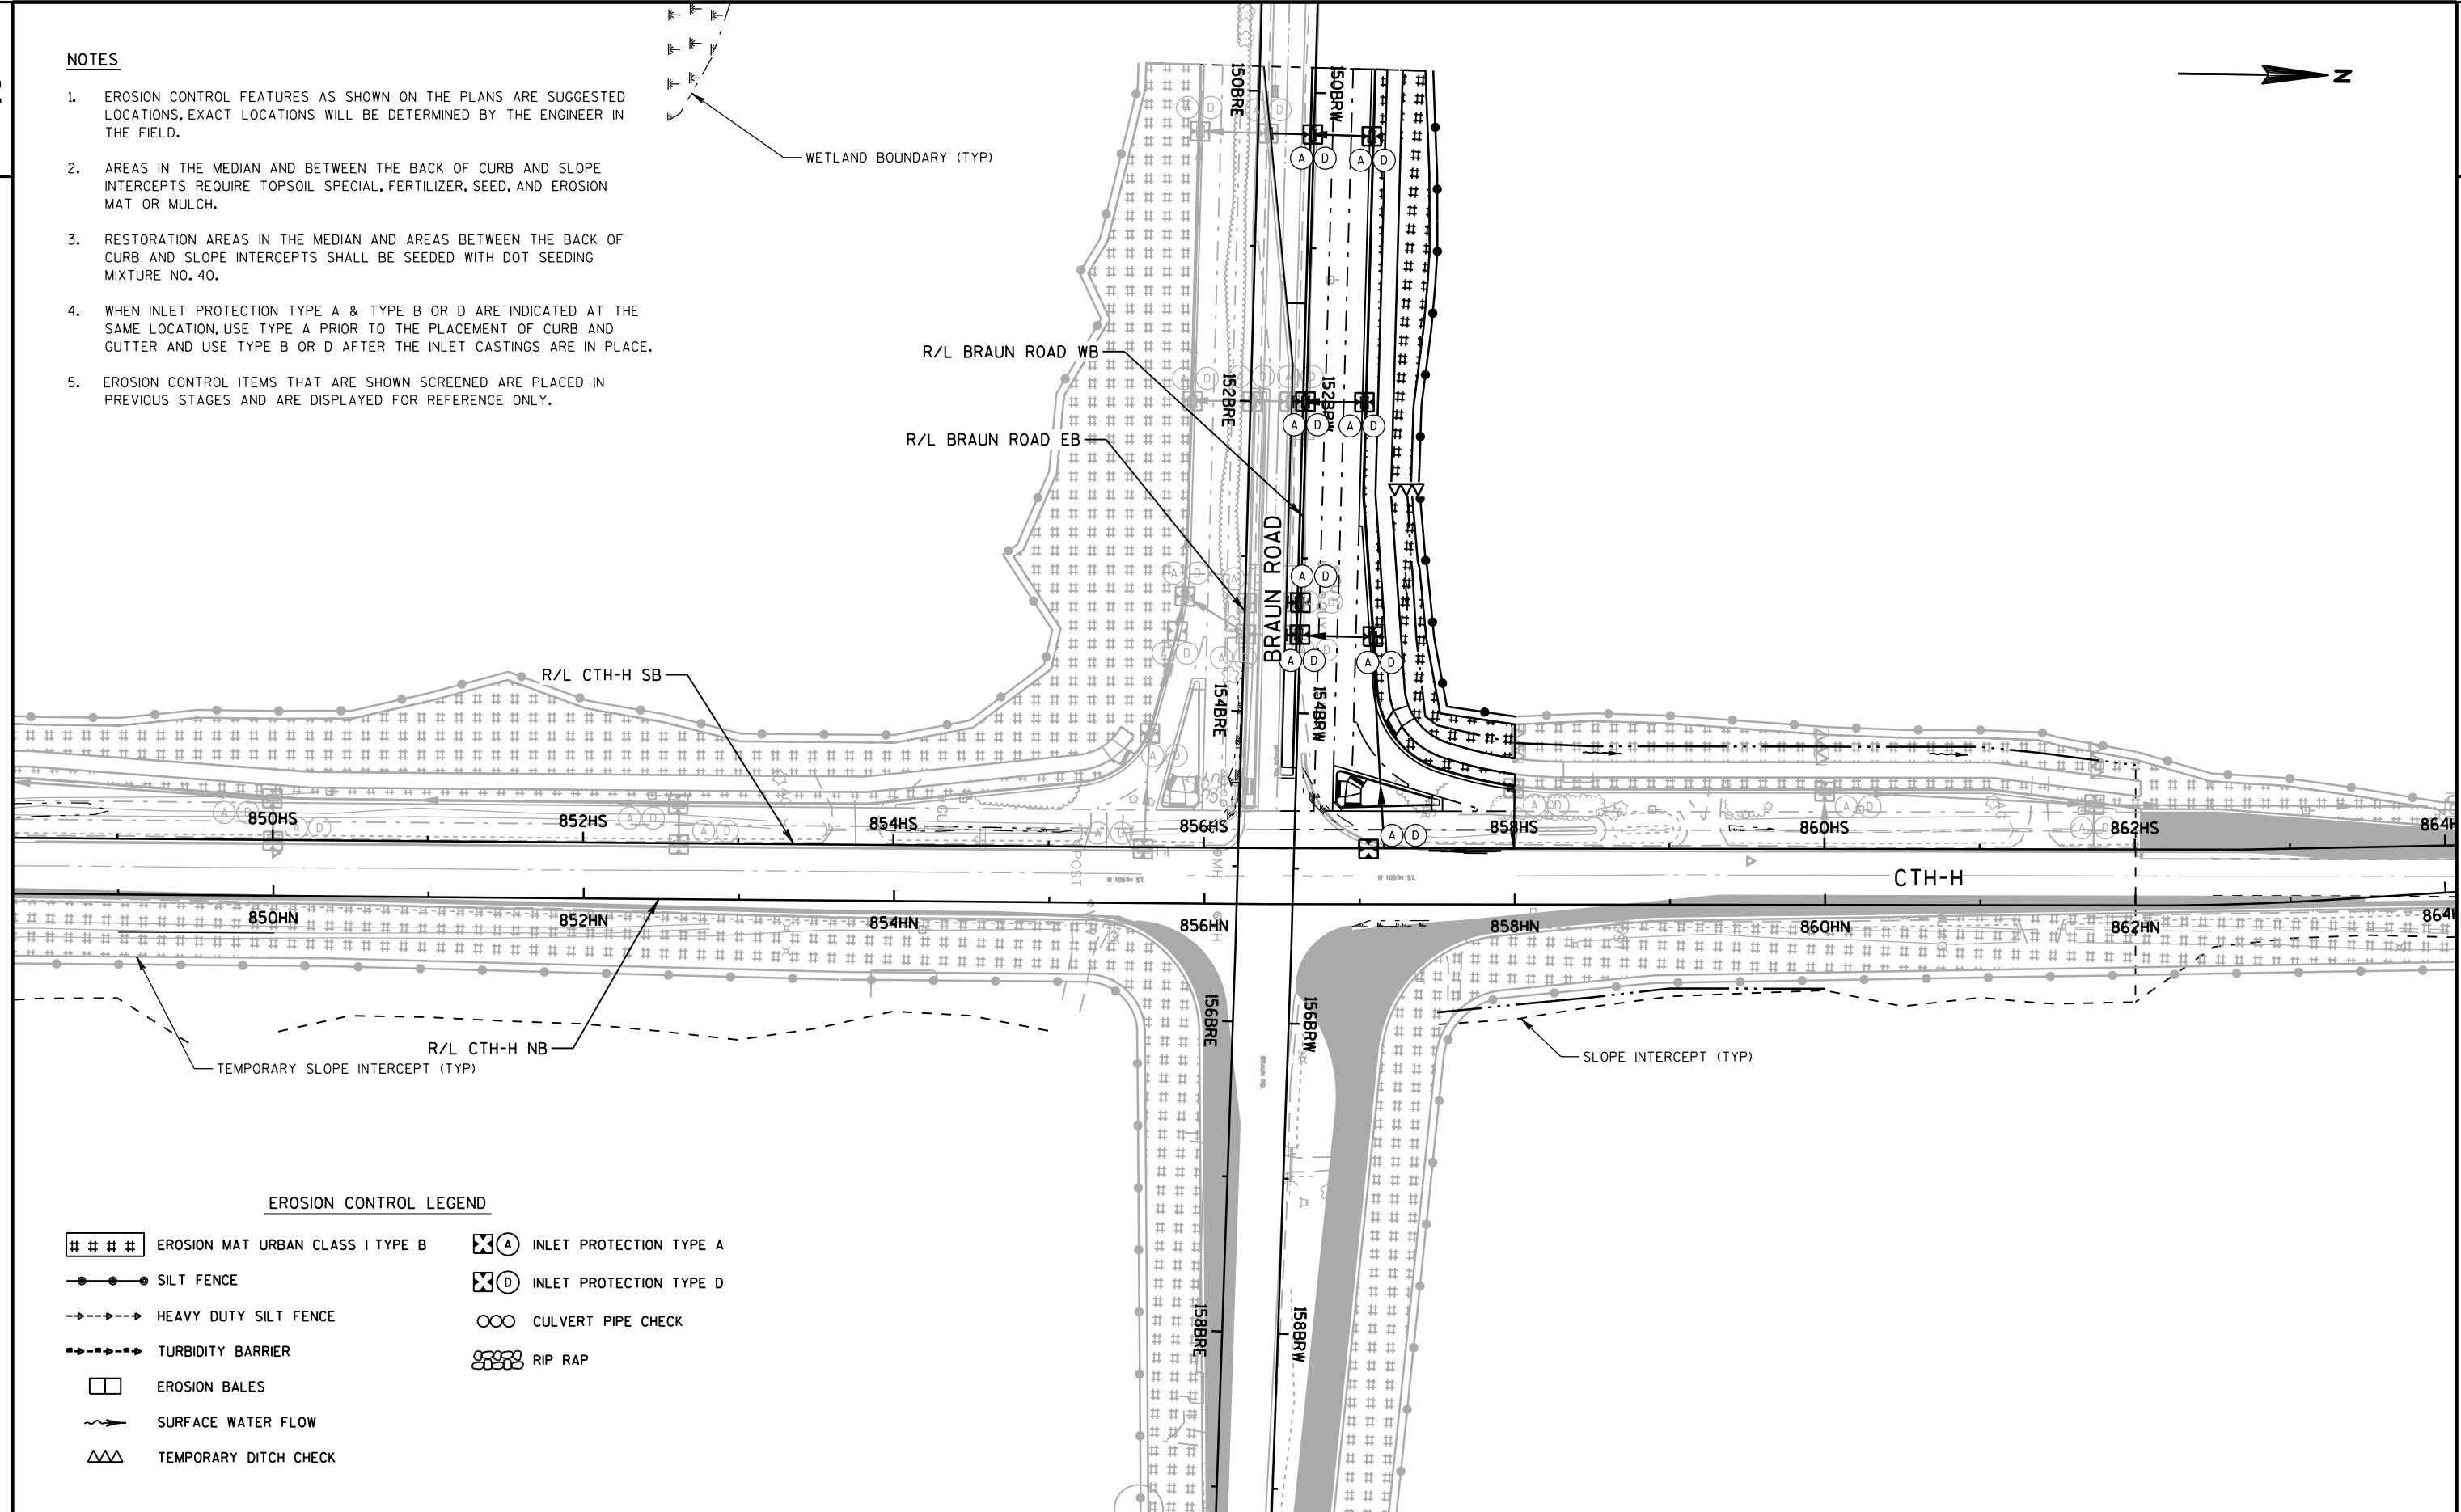 NOTES
1. EROSION CONTROL FEATURES AS SHOWN ON THE PLANS ARE SUGGESTED
LOCATIONS, EXACT LOCATIONS WILL BE DETERMINED BY THE ENGINEER IN
THE FIELD.
2. AREAS IN THE MEDIAN AND BETWEEN THE BACK OF CURB AND SLOPE
INTERCEPTS REQUIRE TOPSOIL SPECIAL, FERTILIZER, SEED, AND EROSION
MAT OR MULCH.
3. RESTORATION AREAS IN THE MEDIAN AND AREAS BETWEEN THE BACK OF
CURB AND SLOPE INTERCEPTS SHALL BE SEEDED WITH DOT SEEDING
MIXTURE NO. 40.
4. WHEN INLET PROTECTION TYPE A & TYPE B OR D ARE INDICATED AT THE
SAME LOCATION, USE TYPE A PRIOR TO THE PLACEMENT OF CURB AND
GUTTER AND USE TYPE B OR D AFTER THE INLET CASTINGS ARE IN PLACE.
5. EROSION CONTROL ITEMS THAT ARE SHOWN SCREENED ARE PLACED IN
PREVIOUS STAGES AND ARE DISPLAYED FOR REFERENCE ONLY.
WETLAND BOUNDARY (TYP)
N
150BRE
150BRW
A D A D
A D A D
R/L BRAUN ROAD WB
152BRE
152BRW
A D A D
R/L BRAUN ROAD EB
BRAUN ROAD
A D
A D A D
R/L CTH-H SB
154BRE
154BRW
850HS
852HS
854HS
856HS
858HS
860HS
862HS
A D
W 105TH ST.
W 105TH ST.
CTH-H
850HN
852HN
854HN
856HN
858HN
860HN
862HN
156BRE
156BRW
R/L CTH-H NB
TEMPORARY SLOPE INTERCEPT (TYP)
SLOPE INTERCEPT (TYP)
BRAUN RD.
158BRE
158BRW
EROSION CONTROL LEGEND
EROSION MAT URBAN CLASS I TYPE B
SILT FENCE
HEAVY DUTY SILT FENCE
TURBIDITY BARRIER
EROSION BALES
SURFACE WATER FLOW
TEMPORARY DITCH CHECK
A INLET PROTECTION TYPE A
D INLET PROTECTION TYPE D
CULVERT PIPE CHECK
RIP RAP